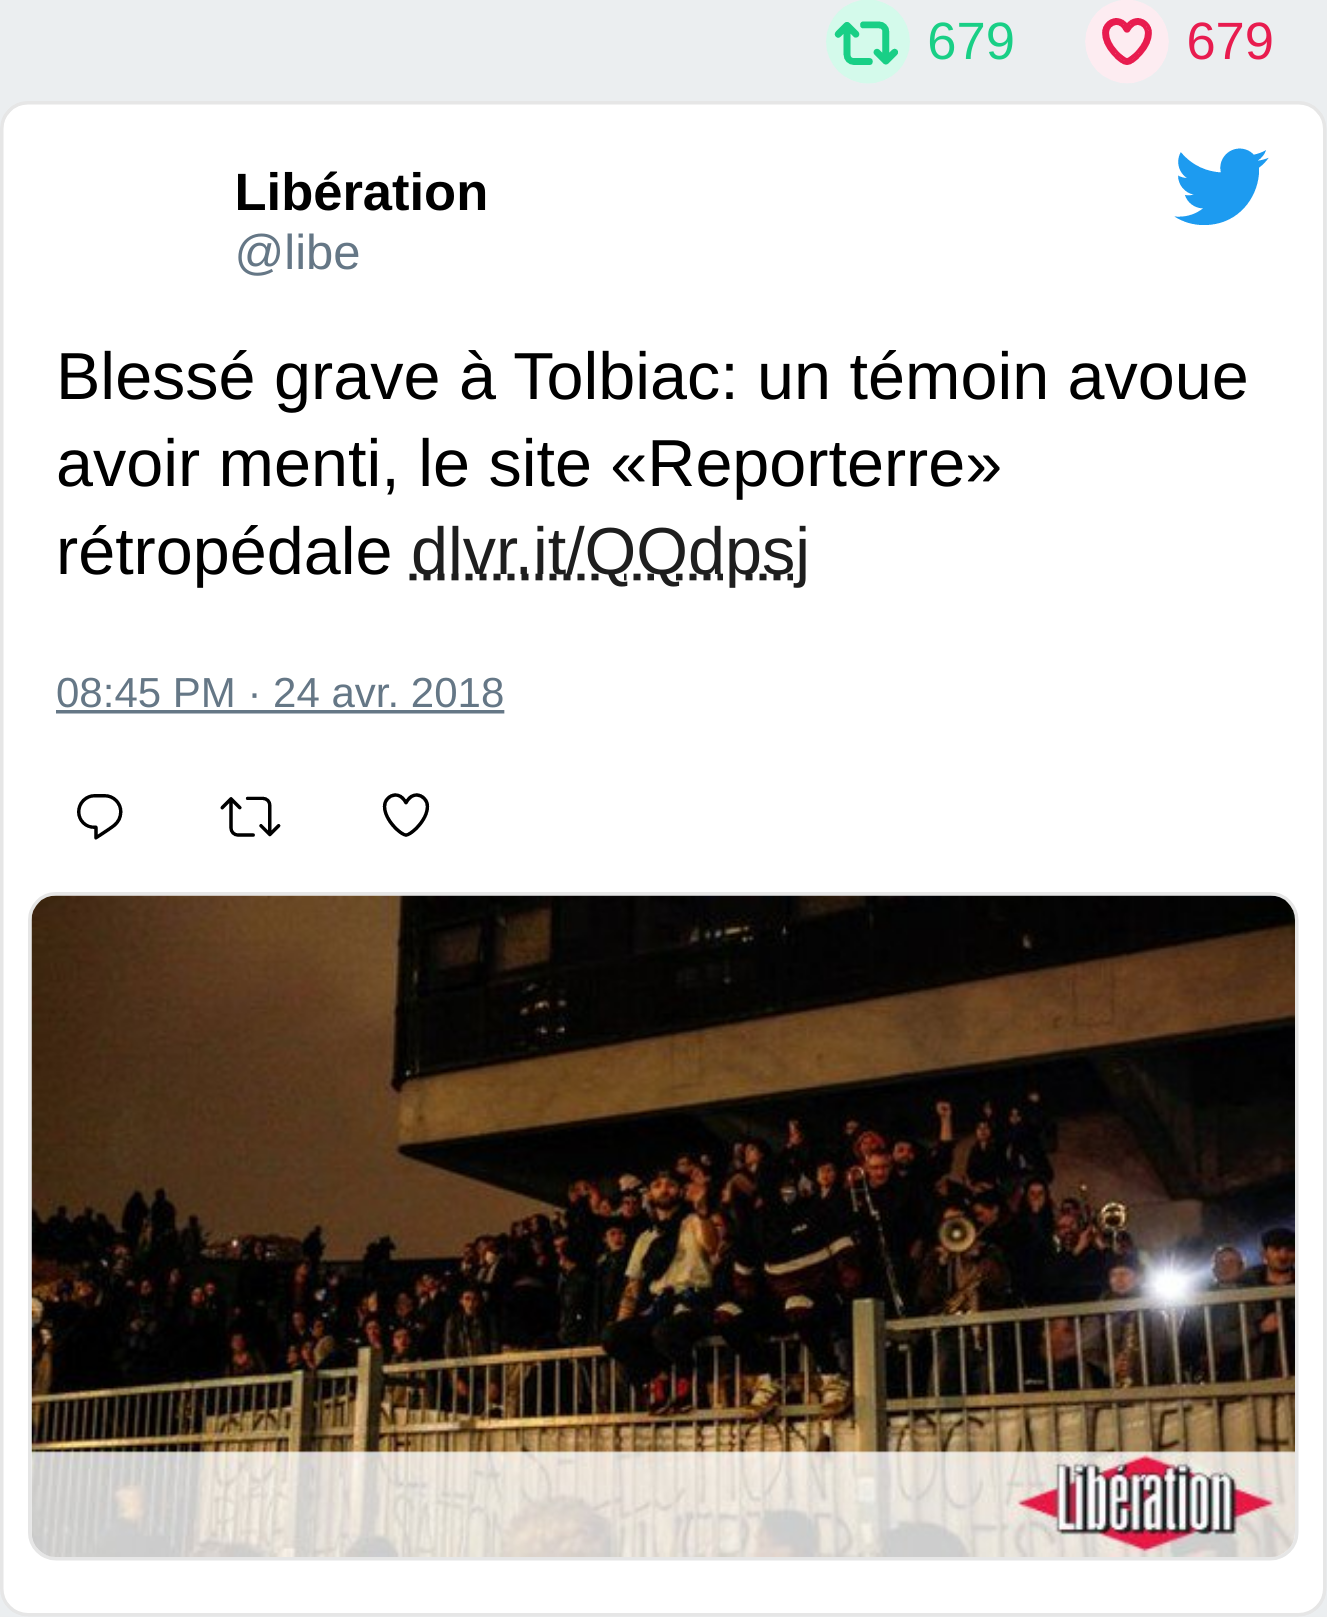 679 679
Libération
@libe
Blessé grave à Tolbiac: un témoin avoue
avoir menti, le site «Reporterre»
rétropédale dlvr.it/QQdpsj
08:45 PM · 24 avr. 2018
Libération